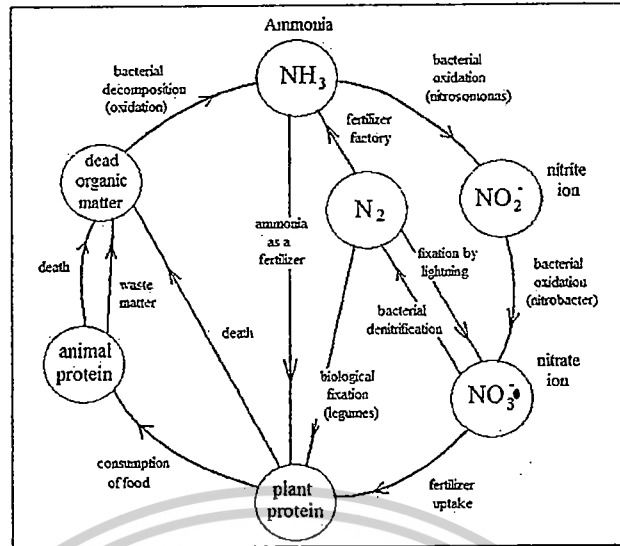 Ammonia
NH₃
bacterial
decomposition
(oxidation)
bacterial
oxidation
(nitrosomonas)
fertilizer
factory
dead
organic
matter
N₂
nitrite
ion
NO₂⁻
ammonia
as a
fertilizer
fixation by
lightning
death
waste
matter
bacterial
denitrification
bacterial
oxidation
(nitrobacter)
death
animal
protein
biological
fixation
(legumes)
nitrate
ion
NO₃⁻
consumption
of food
plant
protein
fertilizer
uptake